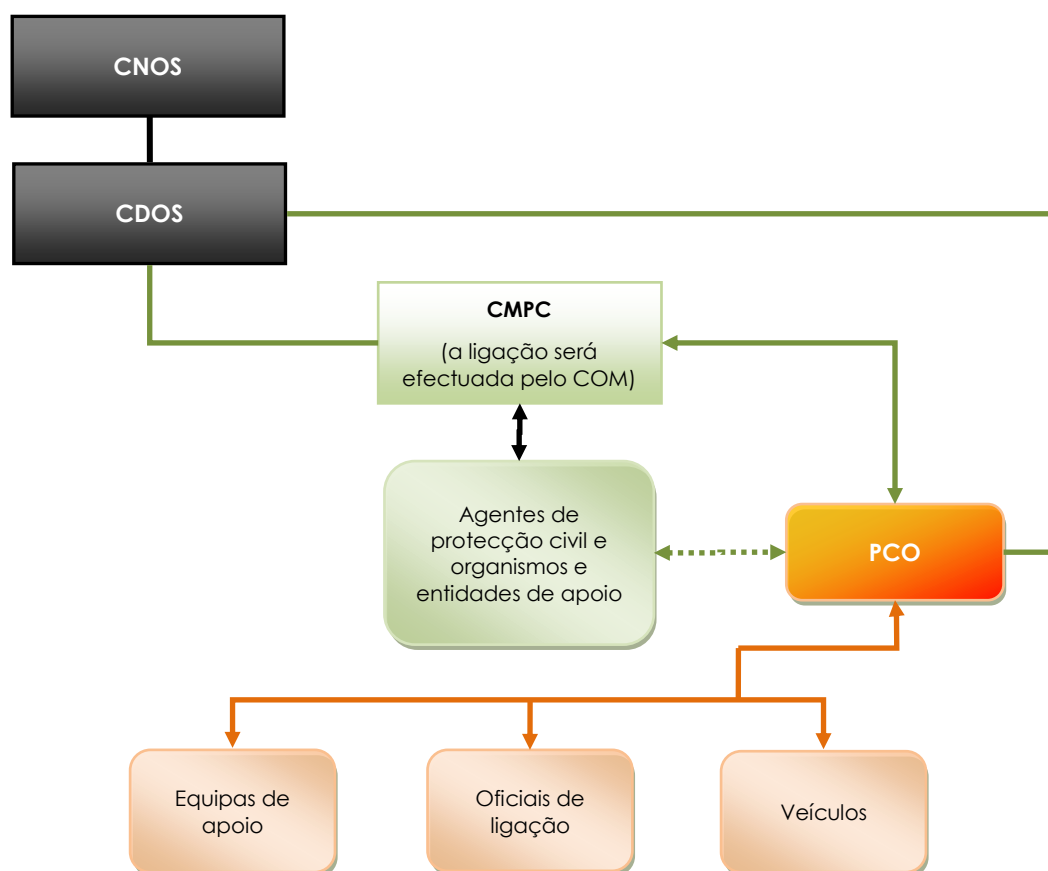 CNOS
CDOS
CMPC
(a ligação será
efectuada pelo COM)
Agentes de
protecção civil e
organismos e
entidades de apoio
PCO
Equipas de
apoio
Oficiais de
ligação
Veículos